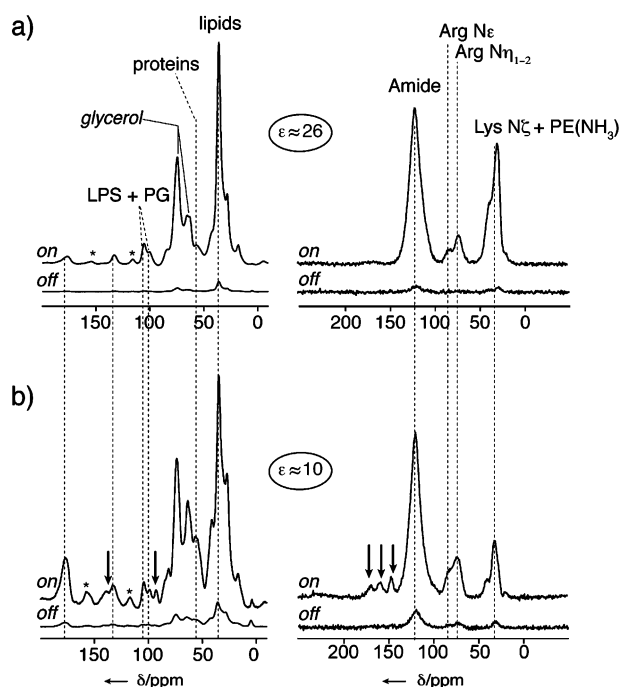 a)
lipids
proteins
glycerol
LPS + PG
ε≈26
Arg Nε
Arg Nη1–2
Amide
Lys Nζ + PE(NH3)
on
*
*
off
on
off
150
100
50
0
200
150
100
50
0
b)
ε≈10
on
*
*
off
on
off
150
100
50
0
200
150
100
50
0
← δ/ppm
← δ/ppm